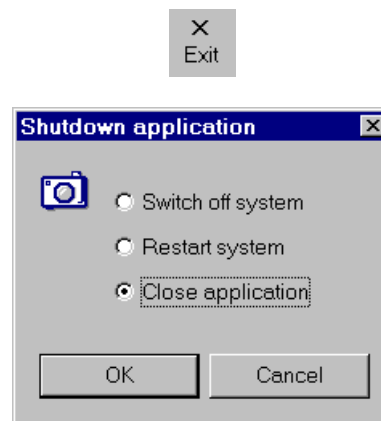 Exit
Shutdown application
Switch off system
Restart system
Close application
OK Cancel